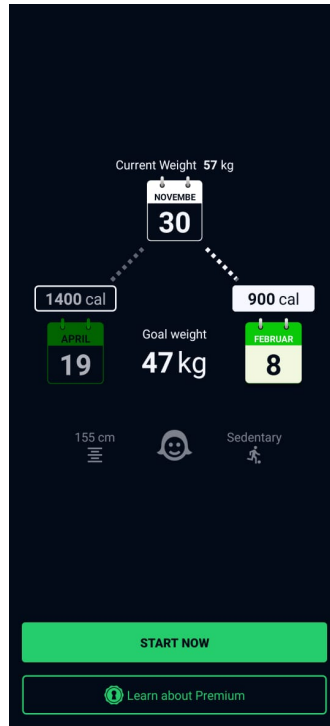 Current Weight 57 kg
NOVEMBE
30
1400 cal
900 cal
APRIL
19
Goal weight
47 kg
FEBRUAR
8
155 cm
Sedentary
START NOW
Learn about Premium